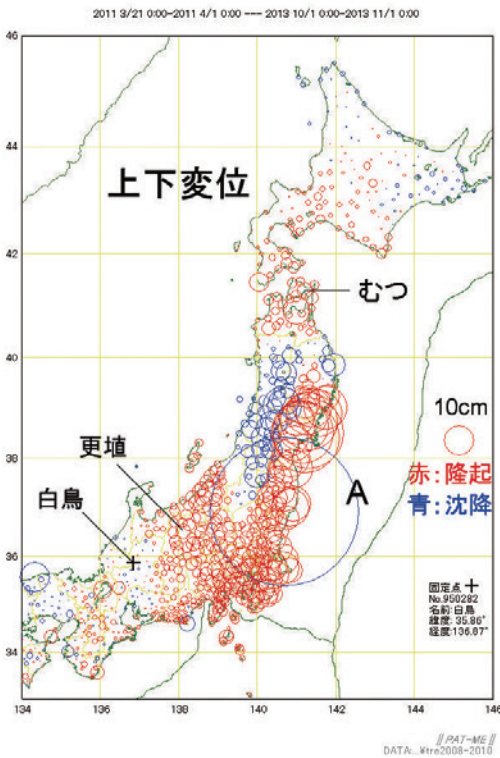 2011 3/21 0:00-2011 4/1 0:00 --- 2013 10/1 0:00-2013 11/1 0:00
46
44
42
40
38
36
34
上下変位
むつ
10cm
赤：隆起
青：沈降
更埴
白鳥
A
固定点 +
No.950282
名前:白鳥
緯度: 35.86°
経度:136.87°
134
136
138
140
142
144
146
// PAT-ME //
DATA:..¥tre2008-2010